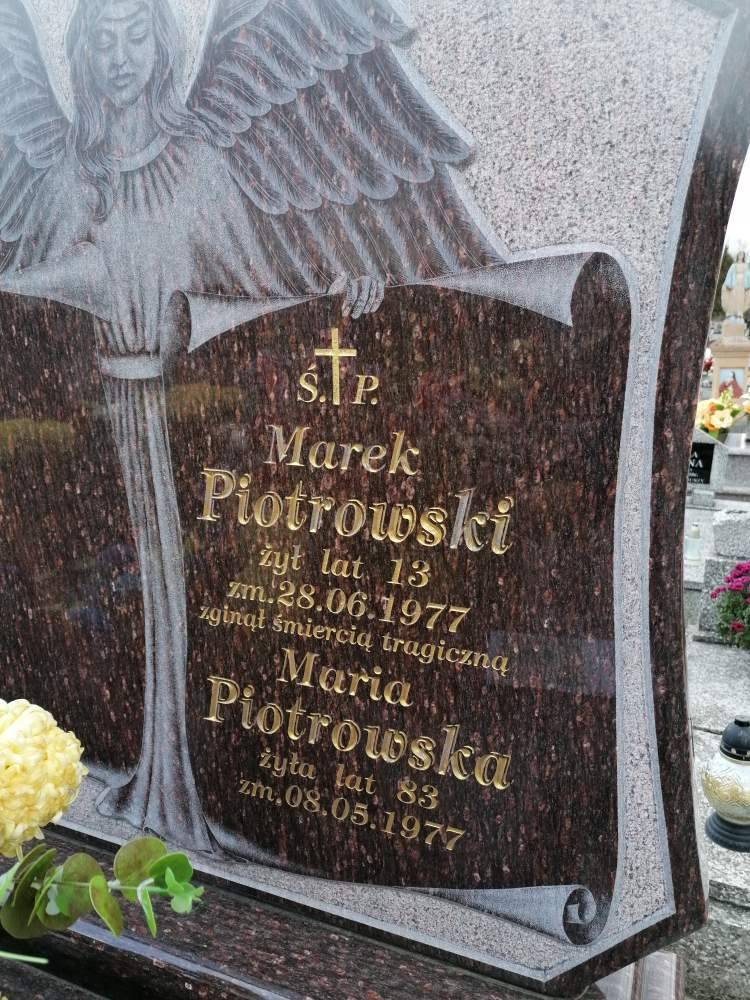 Ś. P.
Marek
Piotrowski
żył lat 13
zm.28.06.1977
zginął śmiercią tragiczną
Maria
Piotrowska
żyła lat 83
zm.08.05.1977